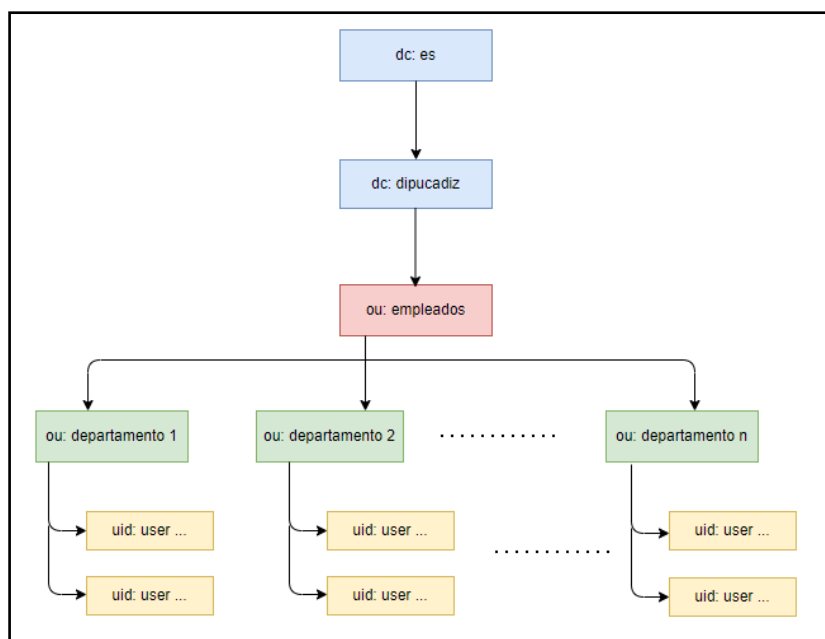 dc: es
dc: dipucadiz
ou: empleados
ou: departamento 1
ou: departamento 2
ou: departamento n
uid: user ...
uid: user ...
uid: user ...
uid: user ...
uid: user ...
uid: user ...